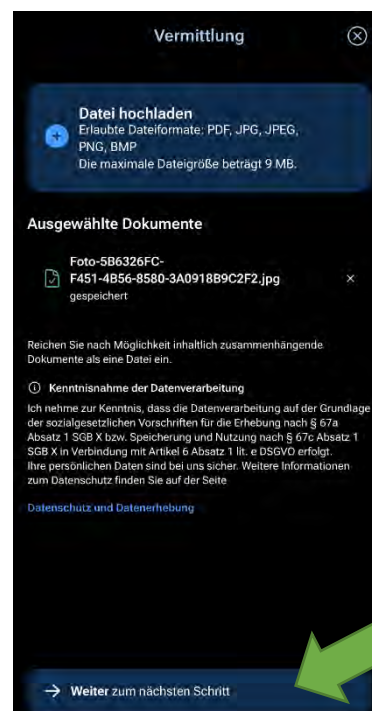 Vermittlung
Datei hochladen
Erlaubte Dateiformate: PDF, JPG, JPEG,
PNG, BMP
Die maximale Dateigröße beträgt 9 MB.
Ausgewählte Dokumente
Foto-5B6326FC-
F451-4B56-8580-3A0918B9C2F2.jpg
gespeichert
Reichen Sie nach Möglichkeit inhaltlich zusammenhängende
Dokumente als eine Datei ein.
Kenntnisnahme der Datenverarbeitung
Ich nehme zur Kenntnis, dass die Datenverarbeitung auf der Grundlage
der sozialgesetzlichen Vorschriften für die Erhebung nach § 67a
Absatz 1 SGB X bzw. Speicherung und Nutzung nach § 67c Absatz 1
SGB X in Verbindung mit Artikel 6 Absatz 1 lit. e DSGVO erfolgt.
Ihre persönlichen Daten sind bei uns sicher. Weitere Informationen
zum Datenschutz finden Sie auf der Seite
Datenschutz und Datenerhebung
Weiter zum nächsten Schritt